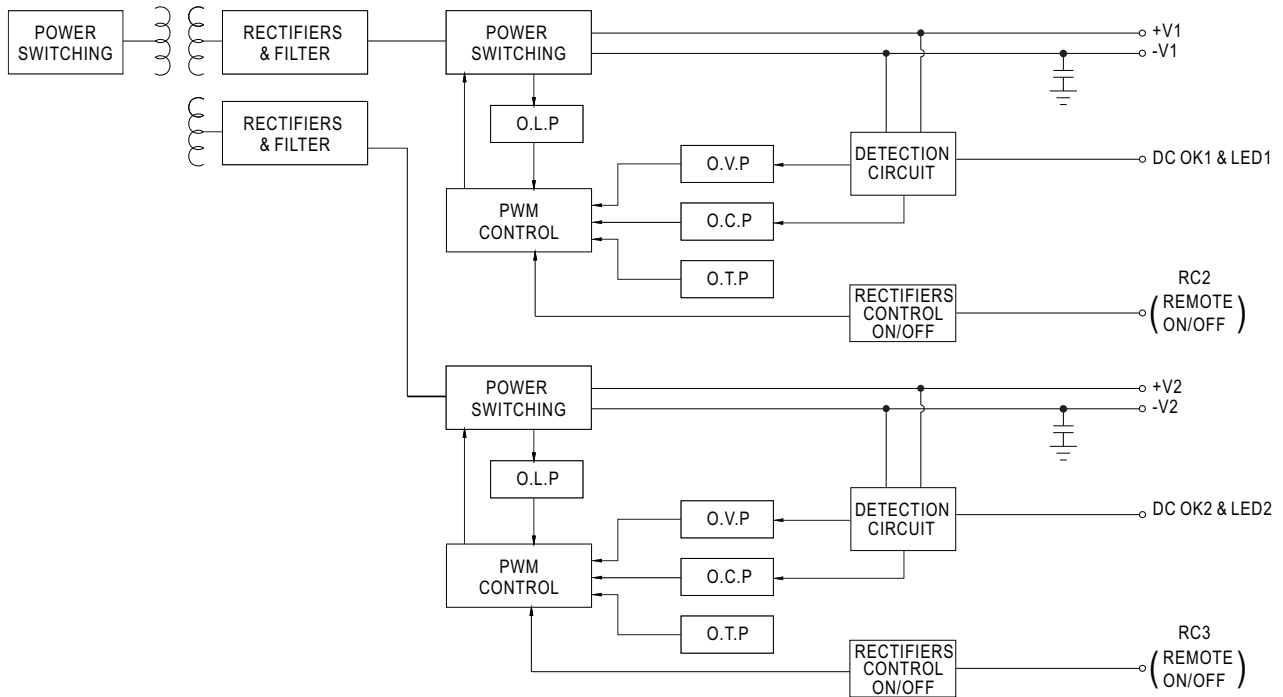 POWER
SWITCHING
RECTIFIERS
& FILTER
POWER
SWITCHING
+V1
-V1
RECTIFIERS
& FILTER
O.L.P
O.V.P
DETECTION
CIRCUIT
DC OK1 & LED1
PWM
CONTROL
O.C.P
O.T.P
RECTIFIERS
CONTROL
ON/OFF
RC2
(REMOTE
ON/OFF)
POWER
SWITCHING
+V2
-V2
O.L.P
O.V.P
DETECTION
CIRCUIT
DC OK2 & LED2
PWM
CONTROL
O.C.P
O.T.P
RECTIFIERS
CONTROL
ON/OFF
RC3
(REMOTE
ON/OFF)